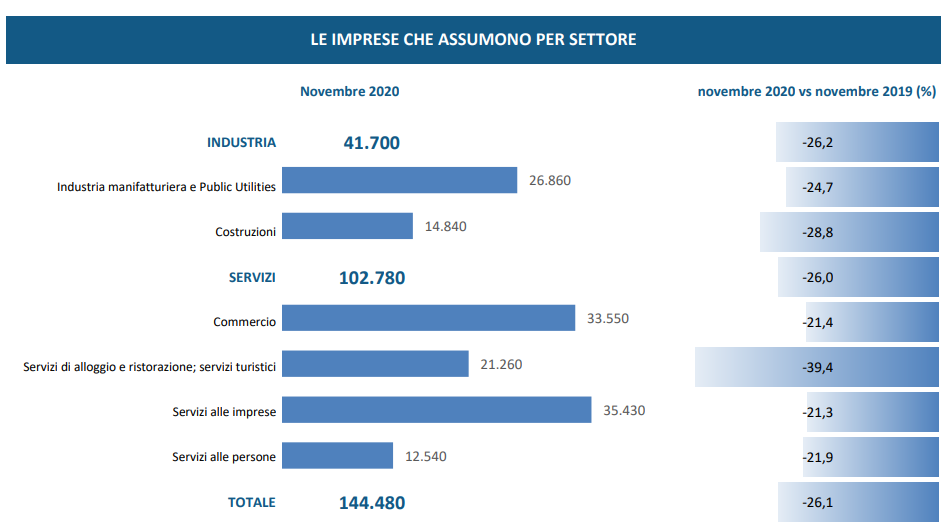 LE IMPRESE CHE ASSUMONO PER SETTORE
Novembre 2020 novembre 2020 vs novembre 2019 (%)
INDUSTRIA 41.700 -26,2
Industria manifatturiera e Public Utilities 26.860 -24,7
Costruzioni 14.840 -28,8
SERVIZI 102.780 -26,0
Commercio 33.550 -21,4
Servizi di alloggio e ristorazione; servizi turistici 21.260 -39,4
Servizi alle imprese 35.430 -21,3
Servizi alle persone 12.540 -21,9
TOTALE 144.480 -26,1